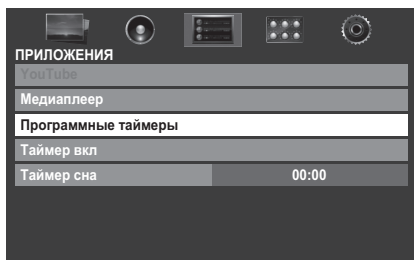 ПРИЛОЖЕНИЯ
YouTube
Медиаплеер
Программные таймеры
Таймер вкл
Таймер сна 00:00